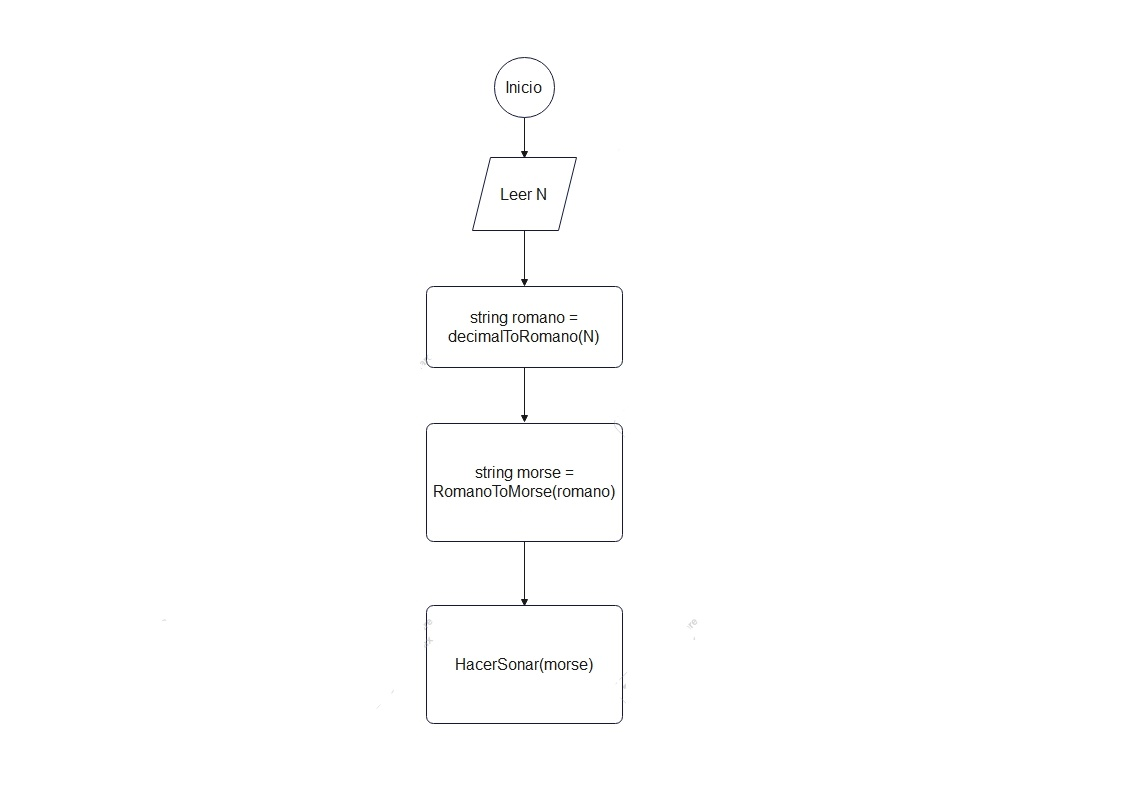 Inicio
Leer N
string romano =
decimalToRomano(N)
string morse =
RomanoToMorse(romano)
HacerSonar(morse)